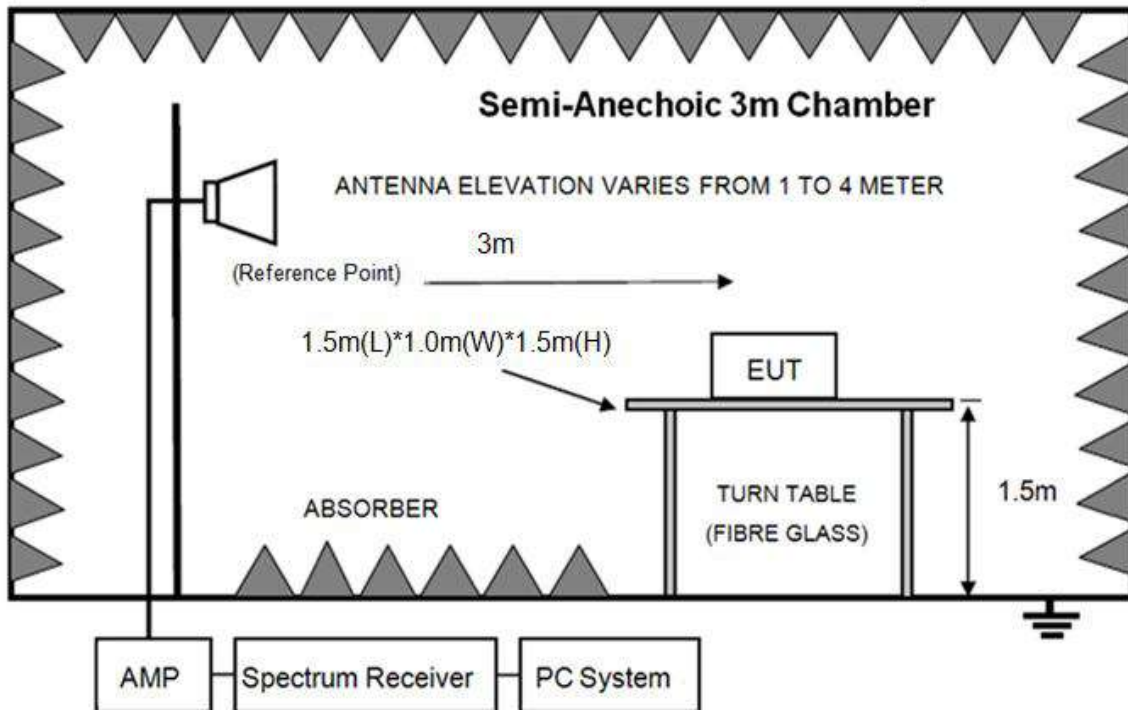 Semi-Anechoic 3m Chamber
ANTENNA ELEVATION VARIES FROM 1 TO 4 METER
3m
(Reference Point)
1.5m(L)*1.0m(W)*1.5m(H)
EUT
1.5m
TURN TABLE
(FIBRE GLASS)
ABSORBER
AMP
Spectrum Receiver
PC System